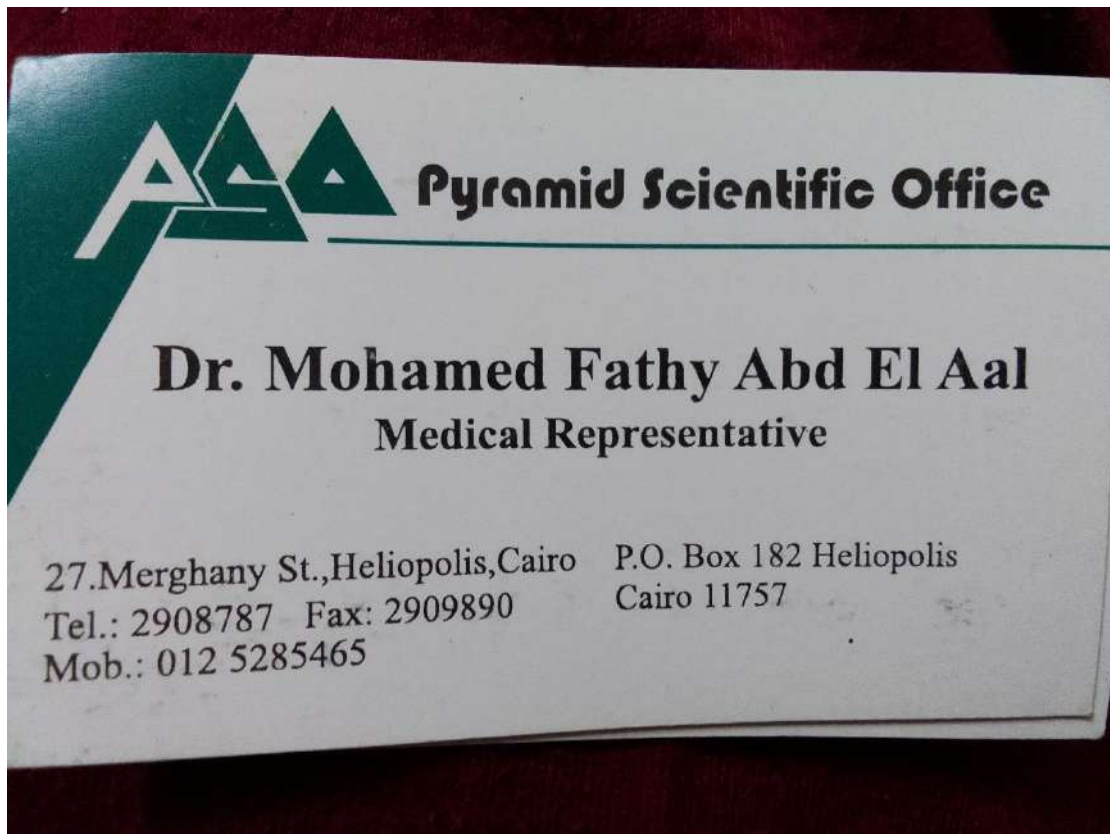 PSO
Pyramid Scientific Office
Dr. Mohamed Fathy Abd El Aal
Medical Representative
27.Merghany St.,Heliopolis,Cairo
Tel.: 2908787 Fax: 2909890
Mob.: 012 5285465
P.O. Box 182 Heliopolis
Cairo 11757